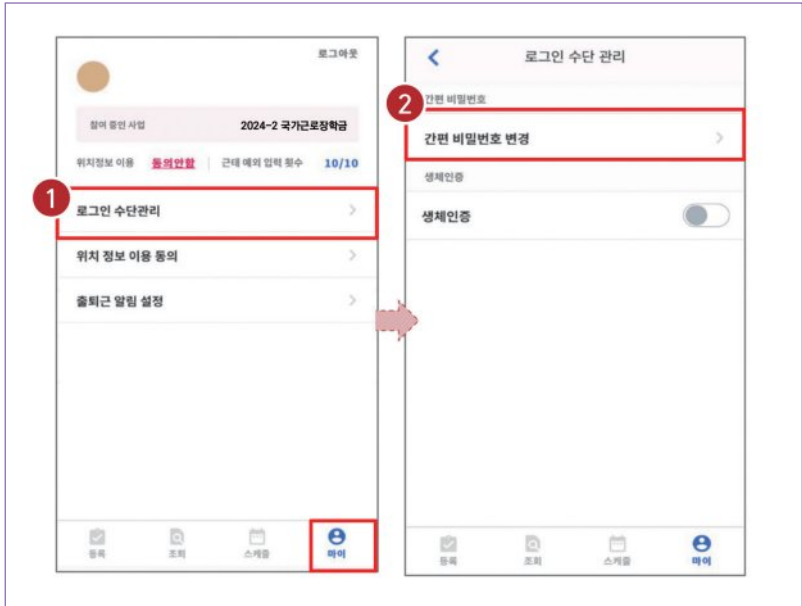 로그아웃
참여 중인 사업 2024-2 국가근로장학금
위치정보 이용 동의안함 근태 예외 입력 횟수 10/10
1
로그인 수단관리
위치 정보 이용 동의
출퇴근 알림 설정
등록 조회 스케줄 마이
로그인 수단 관리
간편 비밀번호
2
간편 비밀번호 변경
생체인증
생체인증
등록 조회 스케줄 마이